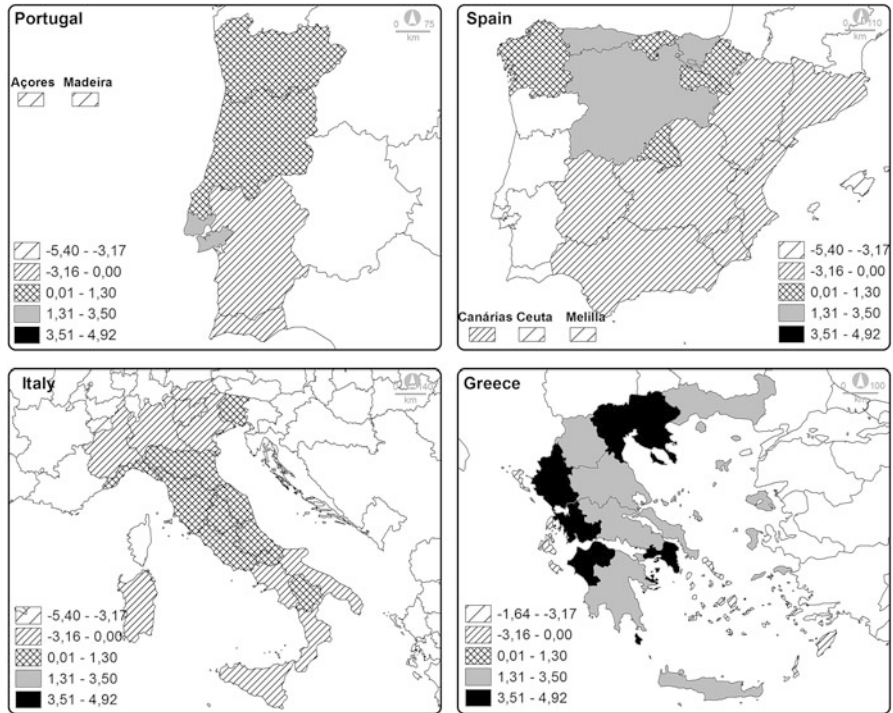 Portugal
0 75
km
Açores Madeira
-5,40 - -3,17
-3,16 - 0,00
0,01 - 1,30
1,31 - 3,50
3,51 - 4,92
Spain
0 110
km
-5,40 - -3,17
-3,16 - 0,00
0,01 - 1,30
1,31 - 3,50
3,51 - 4,92
Canárias Ceuta Melilla
Italy
0 140
km
-5,40 - -3,17
-3,16 - 0,00
0,01 - 1,30
1,31 - 3,50
3,51 - 4,92
Greece
0 100
km
-1,64 - -3,17
-3,16 - 0,00
0,01 - 1,30
1,31 - 3,50
3,51 - 4,92